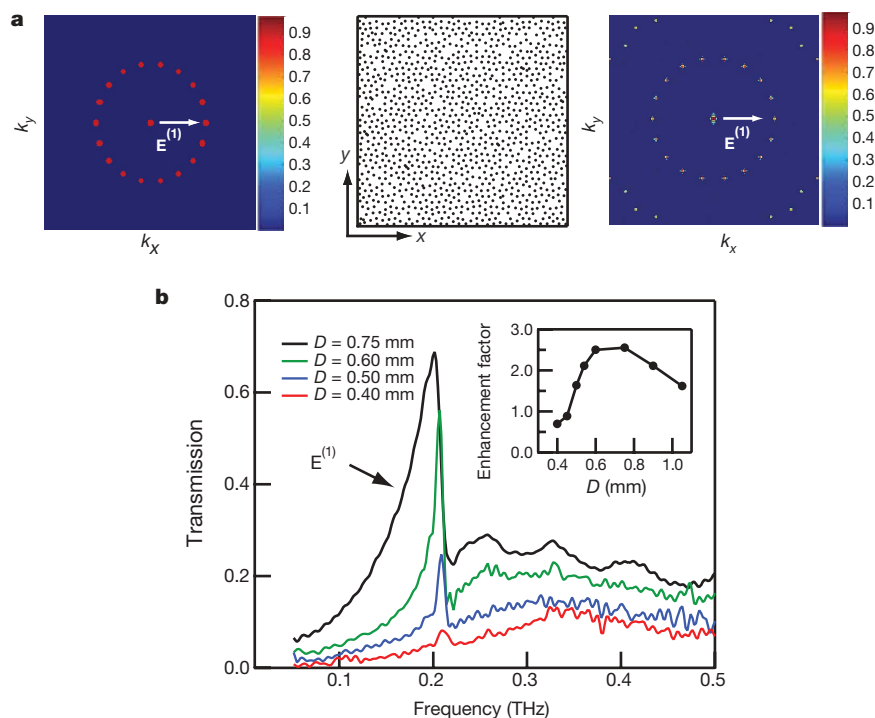 a
0.9
0.8
0.7
0.6
0.5
0.4
0.3
0.2
0.1
k_y
E^(1)
k_x
y
x
0.9
0.8
0.7
0.6
0.5
0.4
0.3
0.2
0.1
k_y
E^(1)
k_x
b
0.8
0.6
0.4
0.2
0.0
Transmission
D = 0.75 mm
D = 0.60 mm
D = 0.50 mm
D = 0.40 mm
E^(1)
3.0
2.0
1.0
0.0
Enhancement factor
0.4 0.6 0.8 1.0
D (mm)
0.1 0.2 0.3 0.4 0.5
Frequency (THz)